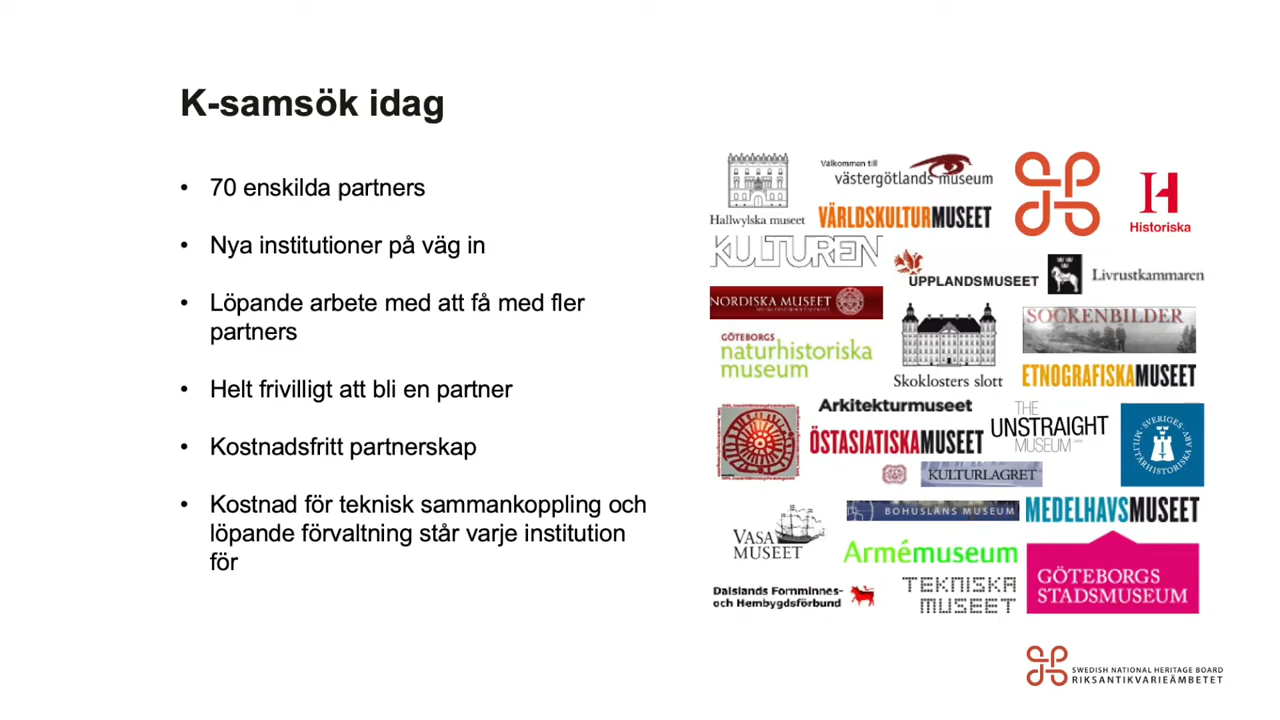 K-samsök idag
• 70 enskilda partners
• Nya institutioner på väg in
• Löpande arbete med att få med fler
partners
• Helt frivilligt att bli en partner
• Kostnadsfritt partnerskap
• Kostnad för teknisk sammankoppling och
löpande förvaltning står varje institution
för
Hallwylska museet
Välkommen till
västergötlands museum
VÄRLDSKULTURMUSEET
H
Historiska
KULTUREN
UPPLANDSMUSEET
Livrustkammaren
NORDISKA MUSEET
SOCKENBILDER
GÖTEBORGS
naturhistoriska
museum
Skoklosters slott
ETNOGRAFISKAMUSEET
Arkitekturmuseet
ÖSTASIATISKAMUSEET
THE
UNSTRAIGHT
MUSEUM
SVERIGES
MILITÄRHISTORISKA ARV
KULTURLAGRET
VASA
MUSEET
BOHUSLÄNS MUSEUM
MEDELHAVSMUSEET
Armémuseum
GÖTEBORGS
STADSMUSEUM
Dalslands Fornminnes-
och Hembygdsförbund
TEKNISKA
MUSEET
SWEDISH NATIONAL HERITAGE BOARD
RIKSANTIKVARIEÄMBETET